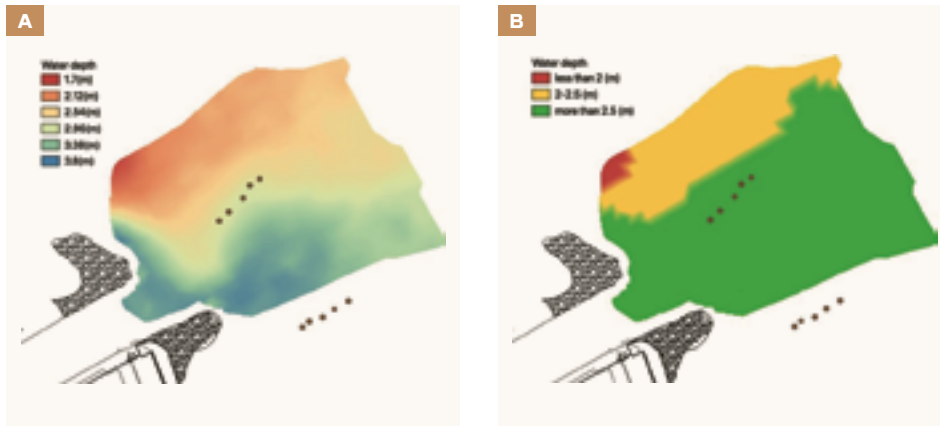 A
Water depth
1.7(m)
2.12(m)
2.54(m)
2.96(m)
3.38(m)
3.8(m)
B
Water depth
less than 2 (m)
2-2.5 (m)
more than 2.5 (m)